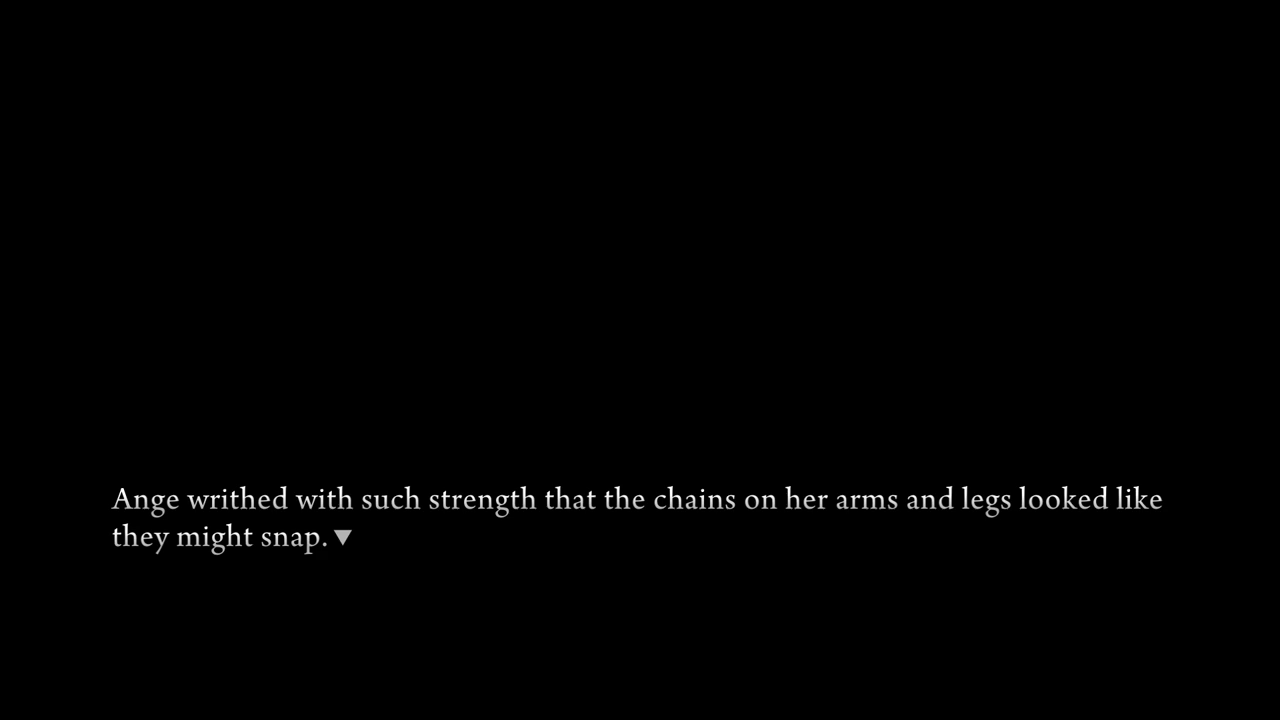 Ange writhed with such strength that the chains on her arms and legs looked like
they might snap.